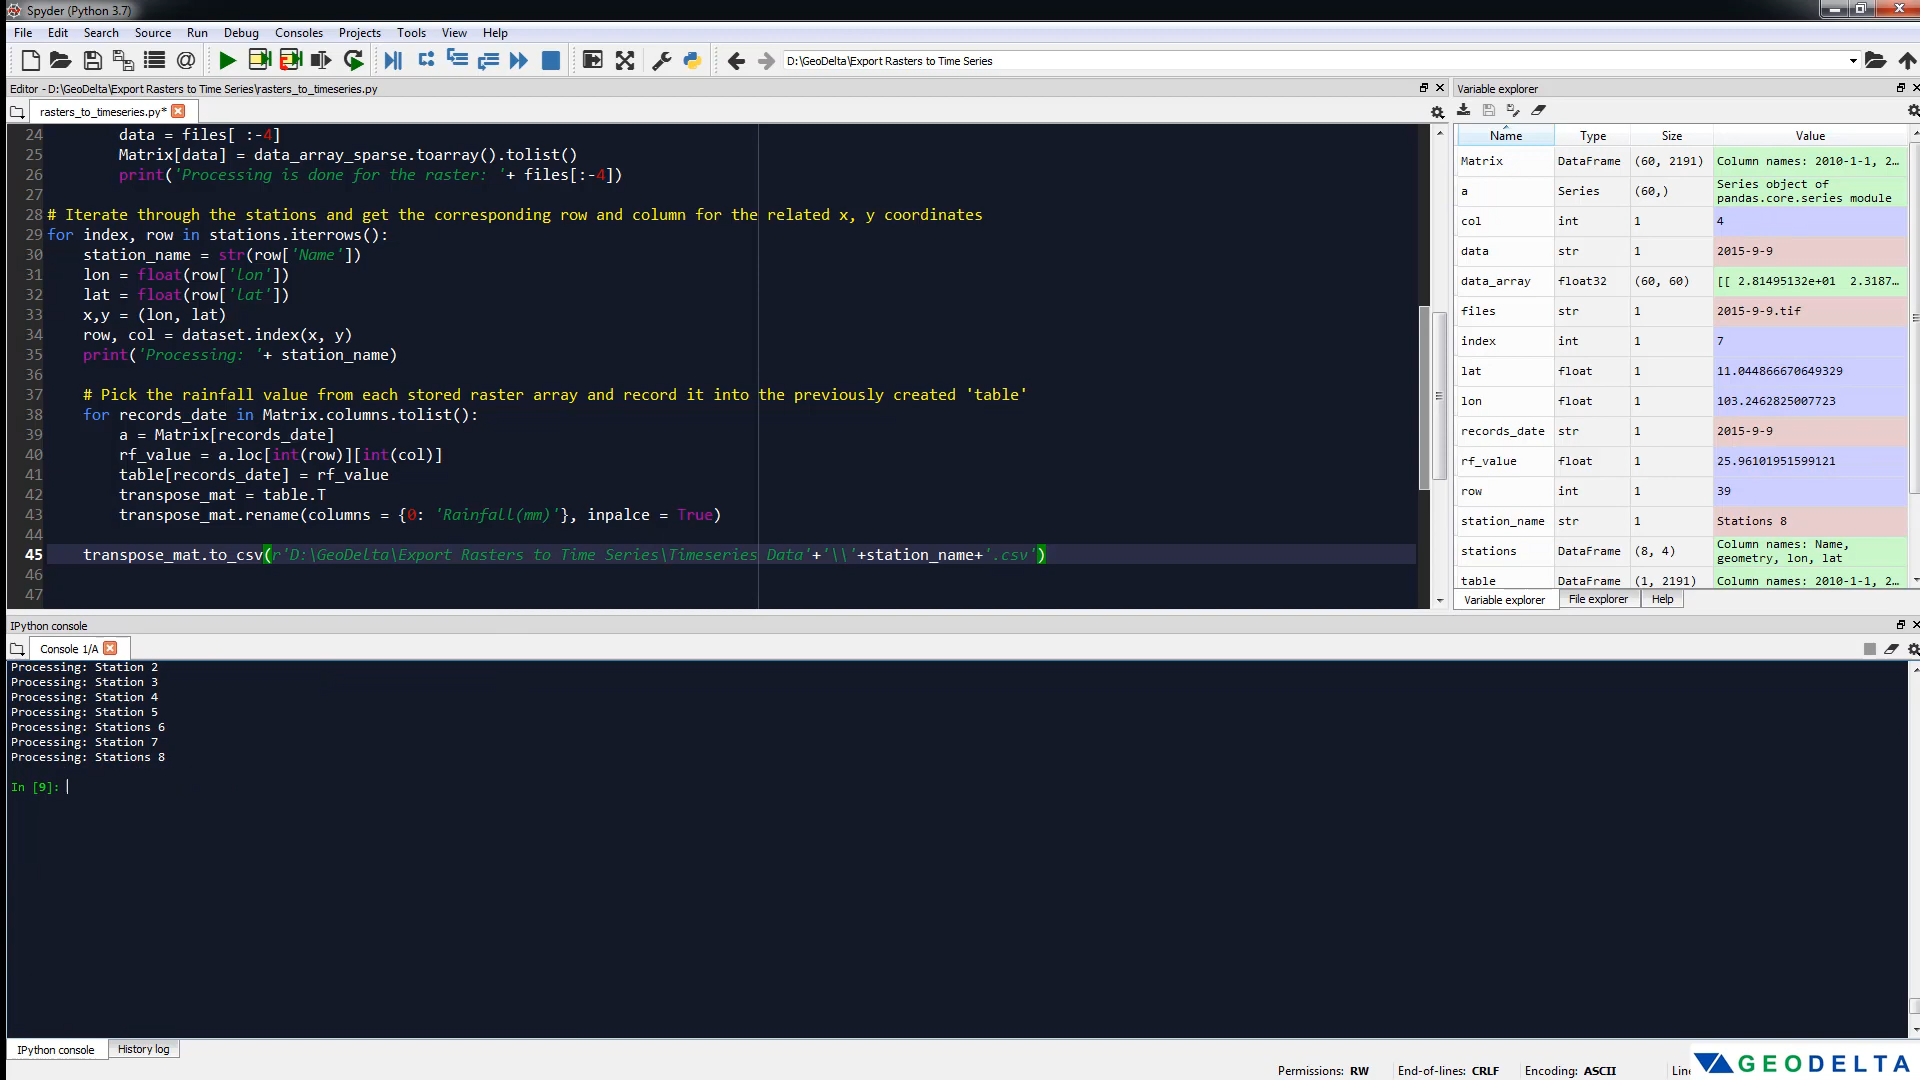 Spyder (Python 3.7)
File Edit Search Source Run Debug Consoles Projects Tools View Help
D:\GeoDelta\Export Rasters to Time Series
Editor - D:\GeoDelta\Export Rasters to Time Series\rasters_to_timeseries.py
rasters_to_timeseries.py*
24 data = files[ :-4]
25 Matrix[data] = data_array_sparse.toarray().tolist()
26 print('Processing is done for the raster: '+ files[:-4])
27
28 # Iterate through the stations and get the corresponding row and column for the related x, y coordinates
29 for index, row in stations.iterrows():
30 station_name = str(row['Name'])
31 lon = float(row['lon'])
32 lat = float(row['lat'])
33 x,y = (lon, lat)
34 row, col = dataset.index(x, y)
35 print('Processing: '+ station_name)
36
37 # Pick the rainfall value from each stored raster array and record it into the previously created 'table'
38 for records_date in Matrix.columns.tolist():
39 a = Matrix[records_date]
40 rf_value = a.loc[int(row)][int(col)]
41 table[records_date] = rf_value
42 transpose_mat = table.T
43 transpose_mat.rename(columns = {0: 'Rainfall(mm)'}, inpalce = True)
44
45 transpose_mat.to_csv(r'D:\GeoDelta\Export Rasters to Time Series\Timeseries Data'+'\\'+station_name+'.csv')
46
47
Variable explorer
Name Type Size Value
Matrix DataFrame (60, 2191) Column names: 2010-1-1, 2...
a Series (60,) Series object of
pandas.core.series module
col int 1 4
data str 1 2015-9-9
data_array float32 (60, 60) [[ 2.81495132e+01 2.3187...
files str 1 2015-9-9.tif
index int 1 7
lat float 1 11.044866670649329
lon float 1 103.2462825007723
records_date str 1 2015-9-9
rf_value float 1 25.96101951599121
row int 1 39
station_name str 1 Stations 8
stations DataFrame (8, 4) Column names: Name,
geometry, lon, lat
table DataFrame (1, 2191) Column names: 2010-1-1, 2...
Variable explorer File explorer Help
IPython console
Console 1/A
Processing: Station 2
Processing: Station 3
Processing: Station 4
Processing: Station 5
Processing: Stations 6
Processing: Station 7
Processing: Stations 8
In [9]:
IPython console History log
Permissions: RW End-of-lines: CRLF Encoding: ASCII Line
GEODELTA